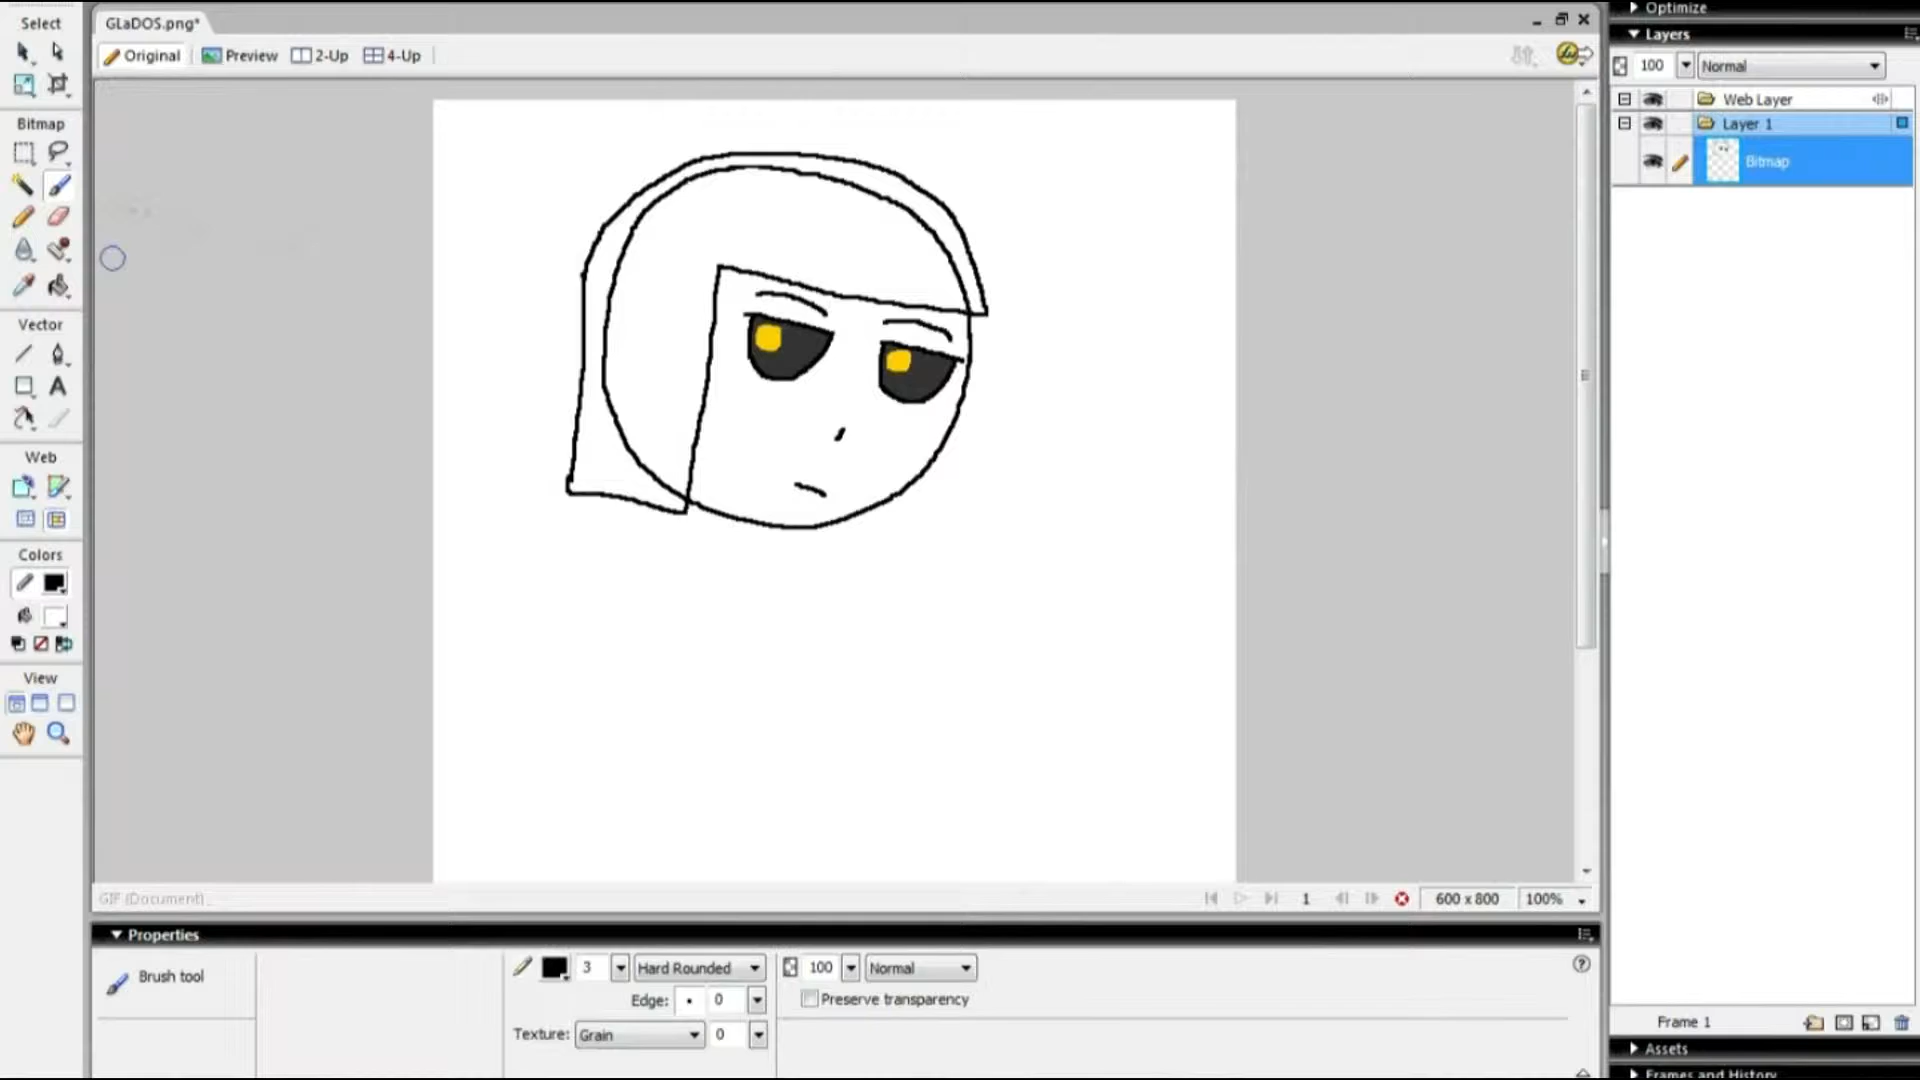 Select
GLaDOS.png*
Original
Preview
2-Up
4-Up
Optimize
Layers
100
Normal
Web Layer
Layer 1
Bitmap
Bitmap
Vector
A
Web
Colors
View
GIF (Document)
1
600 x 800
100%
Properties
Brush tool
3
Hard Rounded
100
Normal
?
Edge:
0
Preserve transparency
Texture:
Grain
0
Frame 1
Assets
Frames and History